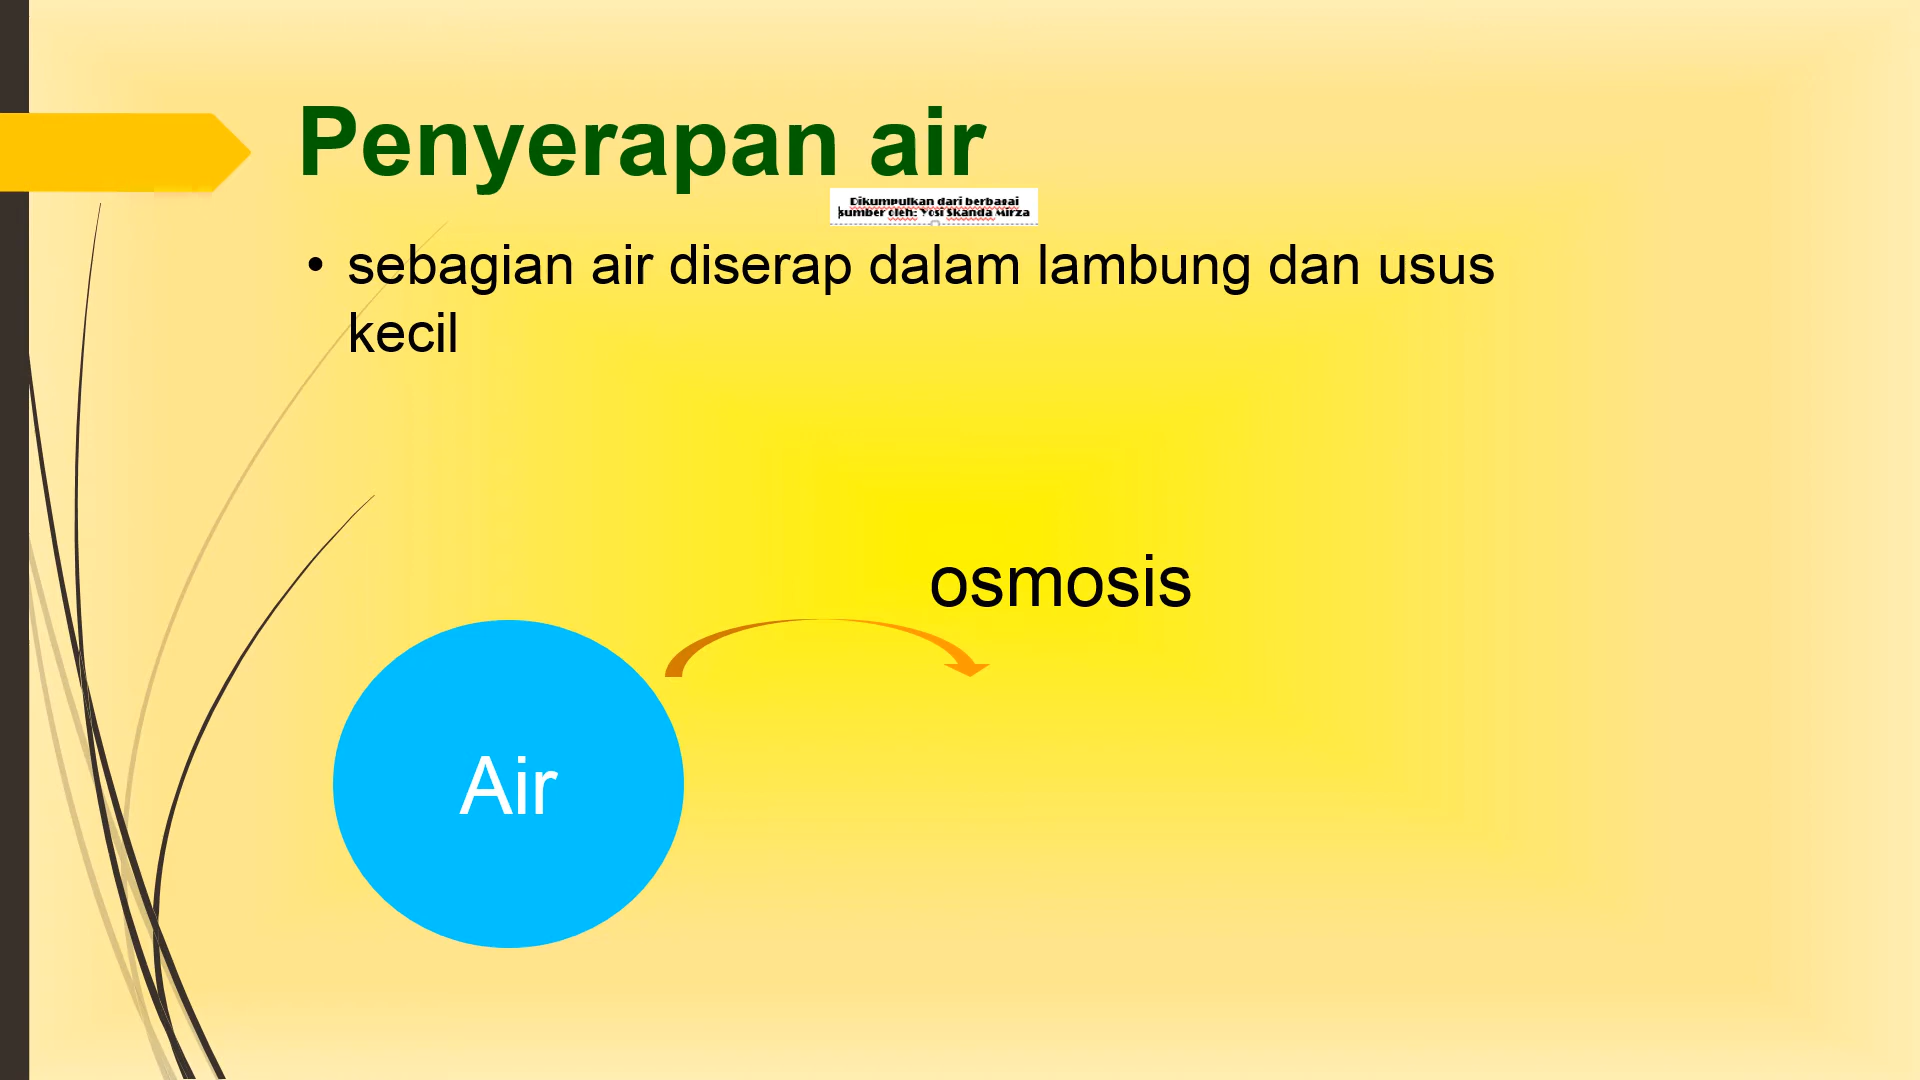 Penyerapan air
Dikumpulkan dari berbagai
sumber oleh: Yosi Skanda Mirza
• sebagian air diserap dalam lambung dan usus
kecil
osmosis
Air